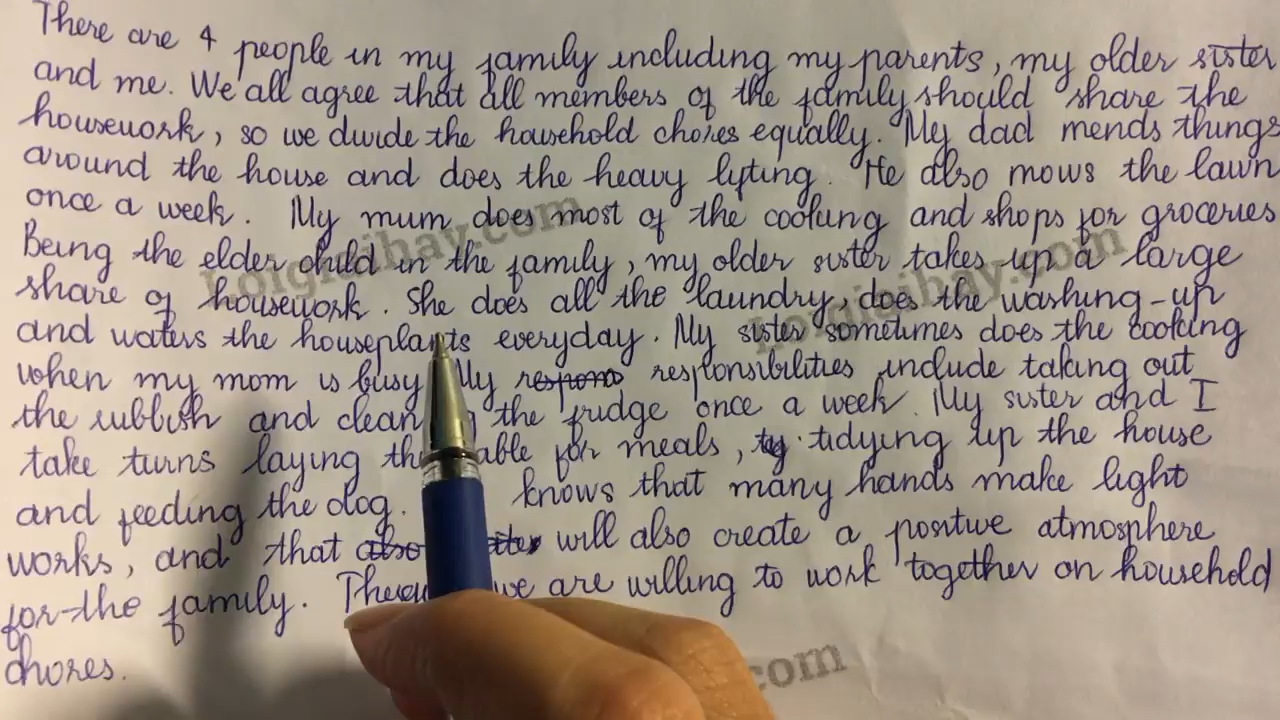 There are 4 people in my family including my parents, my older sister
and me. We all agree that all members of the family should share the
housework, so we divide the household chores equally. My dad mends things
around the house and does the heavy lifting. He also mows the lawn
once a week. My mum does most of the cooking and shops for groceries
Being the elder child in the family, my older sister takes up a large
share of housework. She does all the laundry, does the washing-up
and waters the houseplants everyday. My sister sometimes does the cooking
when my mom is busy My responsibilities include taking out
the rubbish and clean the fridge once a week. My sister and I
take turns laying the able for meals, tidying up the house
and feeding the dog. knows that many hands make light
works, and that also will also create a positive atmosphere
for the family. we are willing to work together on household
chores.
Loigiaihay.com
Loigiaihay.com
.com